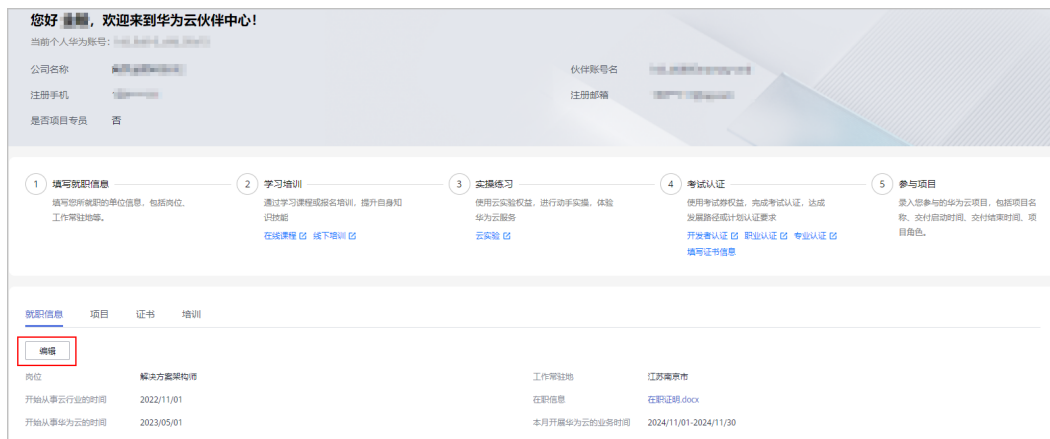 您好 ，欢迎来到华为云伙伴中心！
当前个人华为账号：
公司名称
伙伴账号名
注册手机
注册邮箱
是否项目专员 否
1 填写就职信息
填写您所就职的单位信息，包括岗位、
工作常驻地等。
2 学习培训
通过学习课程或报名培训，提升自身知
识技能
在线课程 线下培训
3 实操练习
使用云实验权益，进行动手实操，体验
华为云服务
云实验
4 考试认证
使用考试券权益，完成考试认证，达成
发展路径或计划认证要求
开发者认证 职业认证 专业认证
填写证书信息
5 参与项目
录入您参与的华为云项目，包括项目名
称、交付启动时间、交付结束时间、项
目角色。
就职信息 项目 证书 培训
编辑
岗位 解决方案架构师
工作常驻地 江苏南京市
开始从事云行业的时间 2022/11/01
在职信息 在职证明.docx
开始从事华为云的时间 2023/05/01
本月开展华为云的业务时间 2024/11/01-2024/11/30